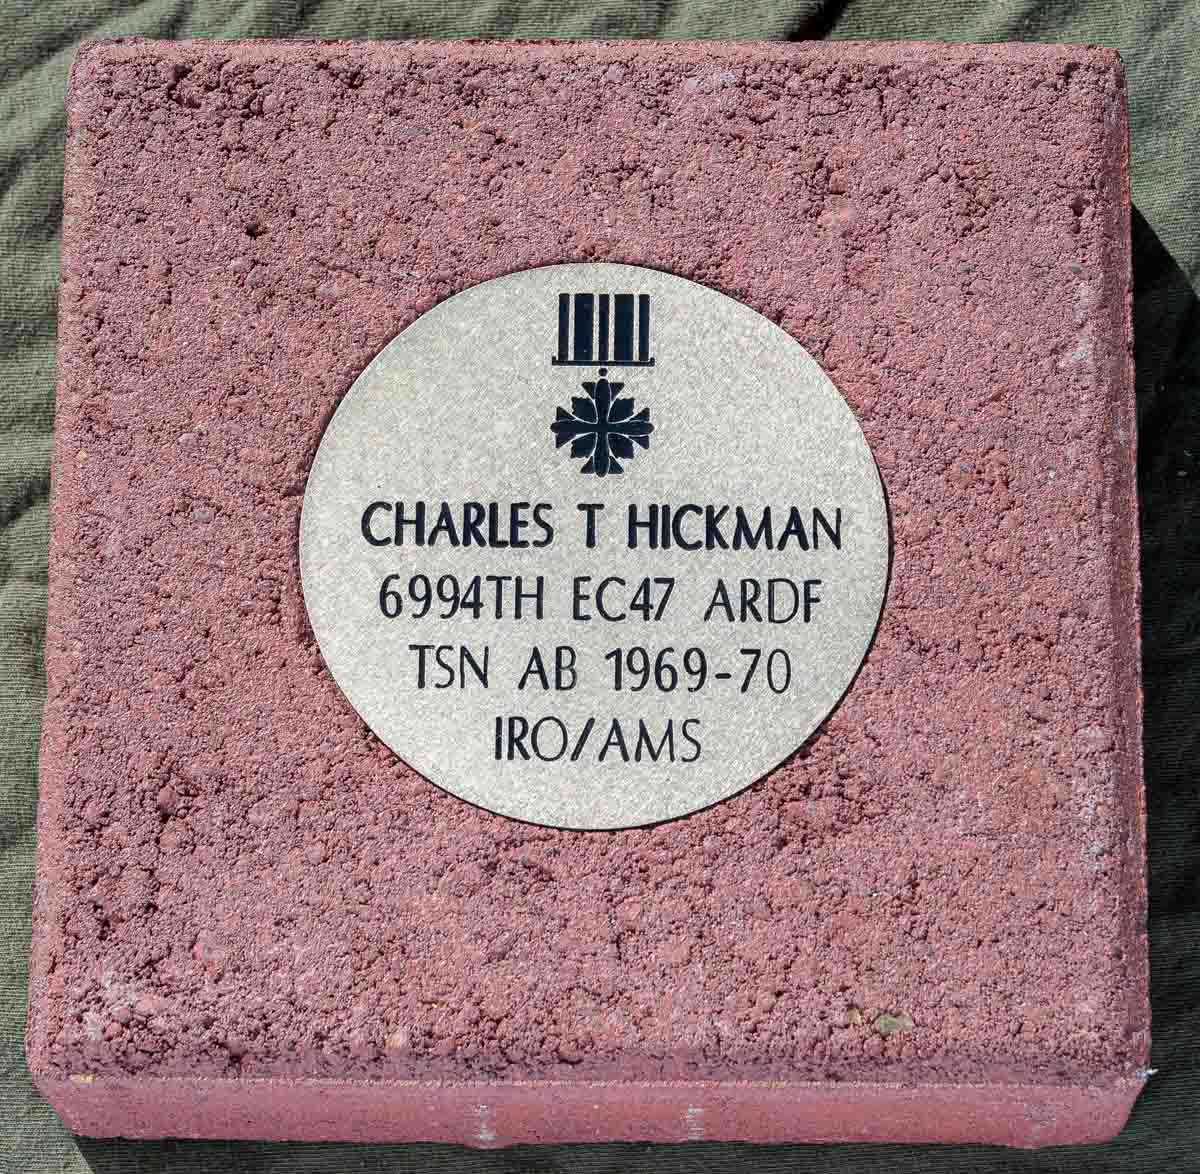 CHARLES T HICKMAN
6994TH EC47 ARDF
TSN AB 1969-70
IRO/AMS